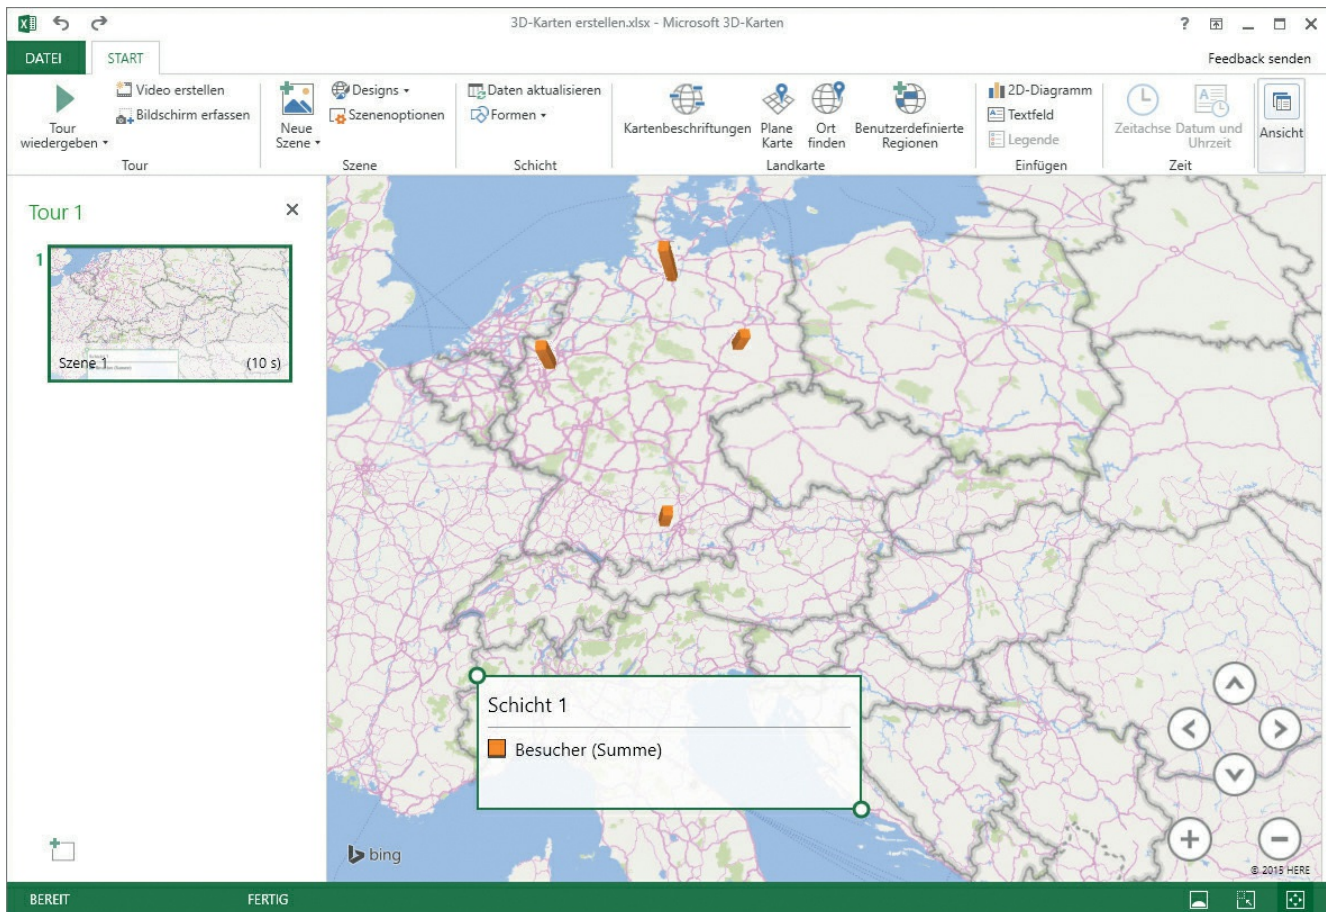 3D-Karten erstellen.xlsx - Microsoft 3D-Karten
?
DATEI
START
Feedback senden
Tour wiedergeben
Video erstellen
Bildschirm erfassen
Tour
Neue Szene
Designs
Szenenoptionen
Szene
Daten aktualisieren
Formen
Schicht
Kartenbeschriftungen
Plane Karte
Ort finden
Benutzerdefinierte Regionen
Landkarte
2D-Diagramm
Textfeld
Legende
Einfügen
Zeitachse
Datum und Uhrzeit
Zeit
Ansicht
Tour 1
1
Szene 1
(10 s)
Schicht 1
Besucher (Summe)
bing
© 2015 HERE
BEREIT
FERTIG